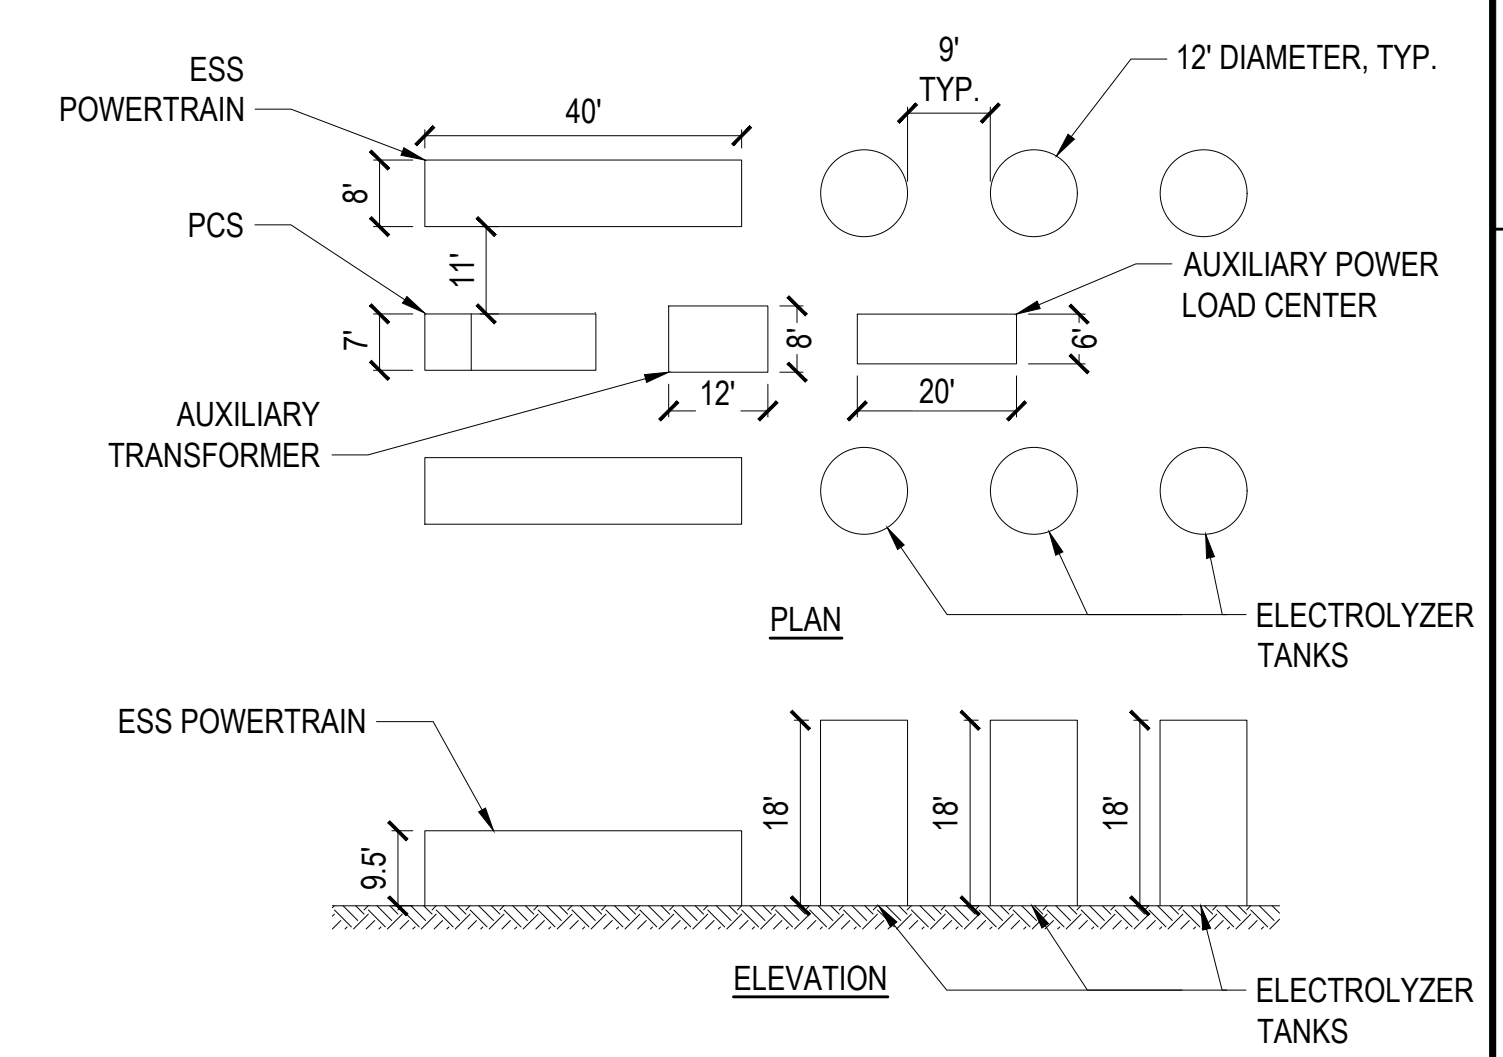 ESS
POWERTRAIN
40'
9'
TYP.
12' DIAMETER, TYP.
8'
PCS
11'
AUXILIARY POWER
LOAD CENTER
7'
8'
6'
12'
20'
AUXILIARY
TRANSFORMER
PLAN
ELECTROLYZER
TANKS
ESS POWERTRAIN
18'
18'
18'
9.5'
ELEVATION
ELECTROLYZER
TANKS